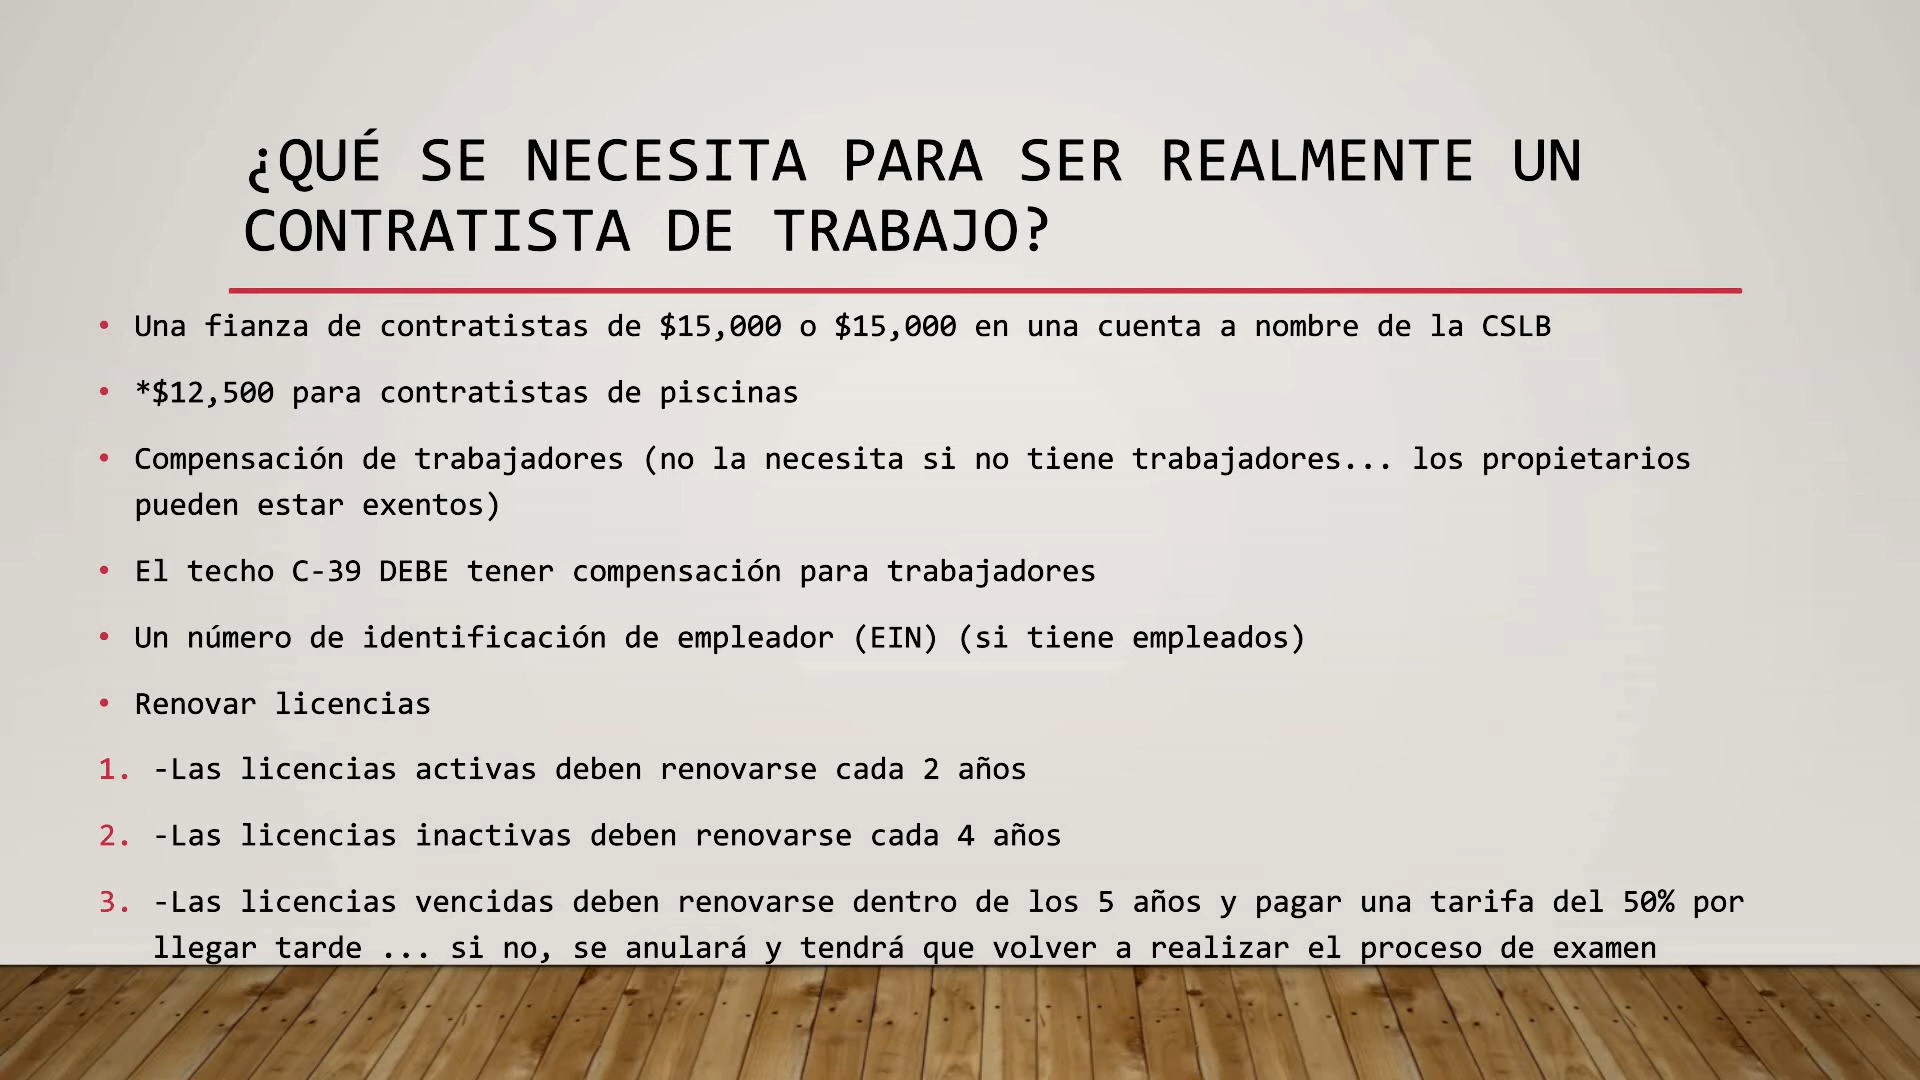 ¿QUÉ SE NECESITA PARA SER REALMENTE UN
CONTRATISTA DE TRABAJO?
• Una fianza de contratistas de $15,000 o $15,000 en una cuenta a nombre de la CSLB
• *$12,500 para contratistas de piscinas
• Compensación de trabajadores (no la necesita si no tiene trabajadores... los propietarios
pueden estar exentos)
• El techo C-39 DEBE tener compensación para trabajadores
• Un número de identificación de empleador (EIN) (si tiene empleados)
• Renovar licencias
1. -Las licencias activas deben renovarse cada 2 años
2. -Las licencias inactivas deben renovarse cada 4 años
3. -Las licencias vencidas deben renovarse dentro de los 5 años y pagar una tarifa del 50% por
llegar tarde ... si no, se anulará y tendrá que volver a realizar el proceso de examen